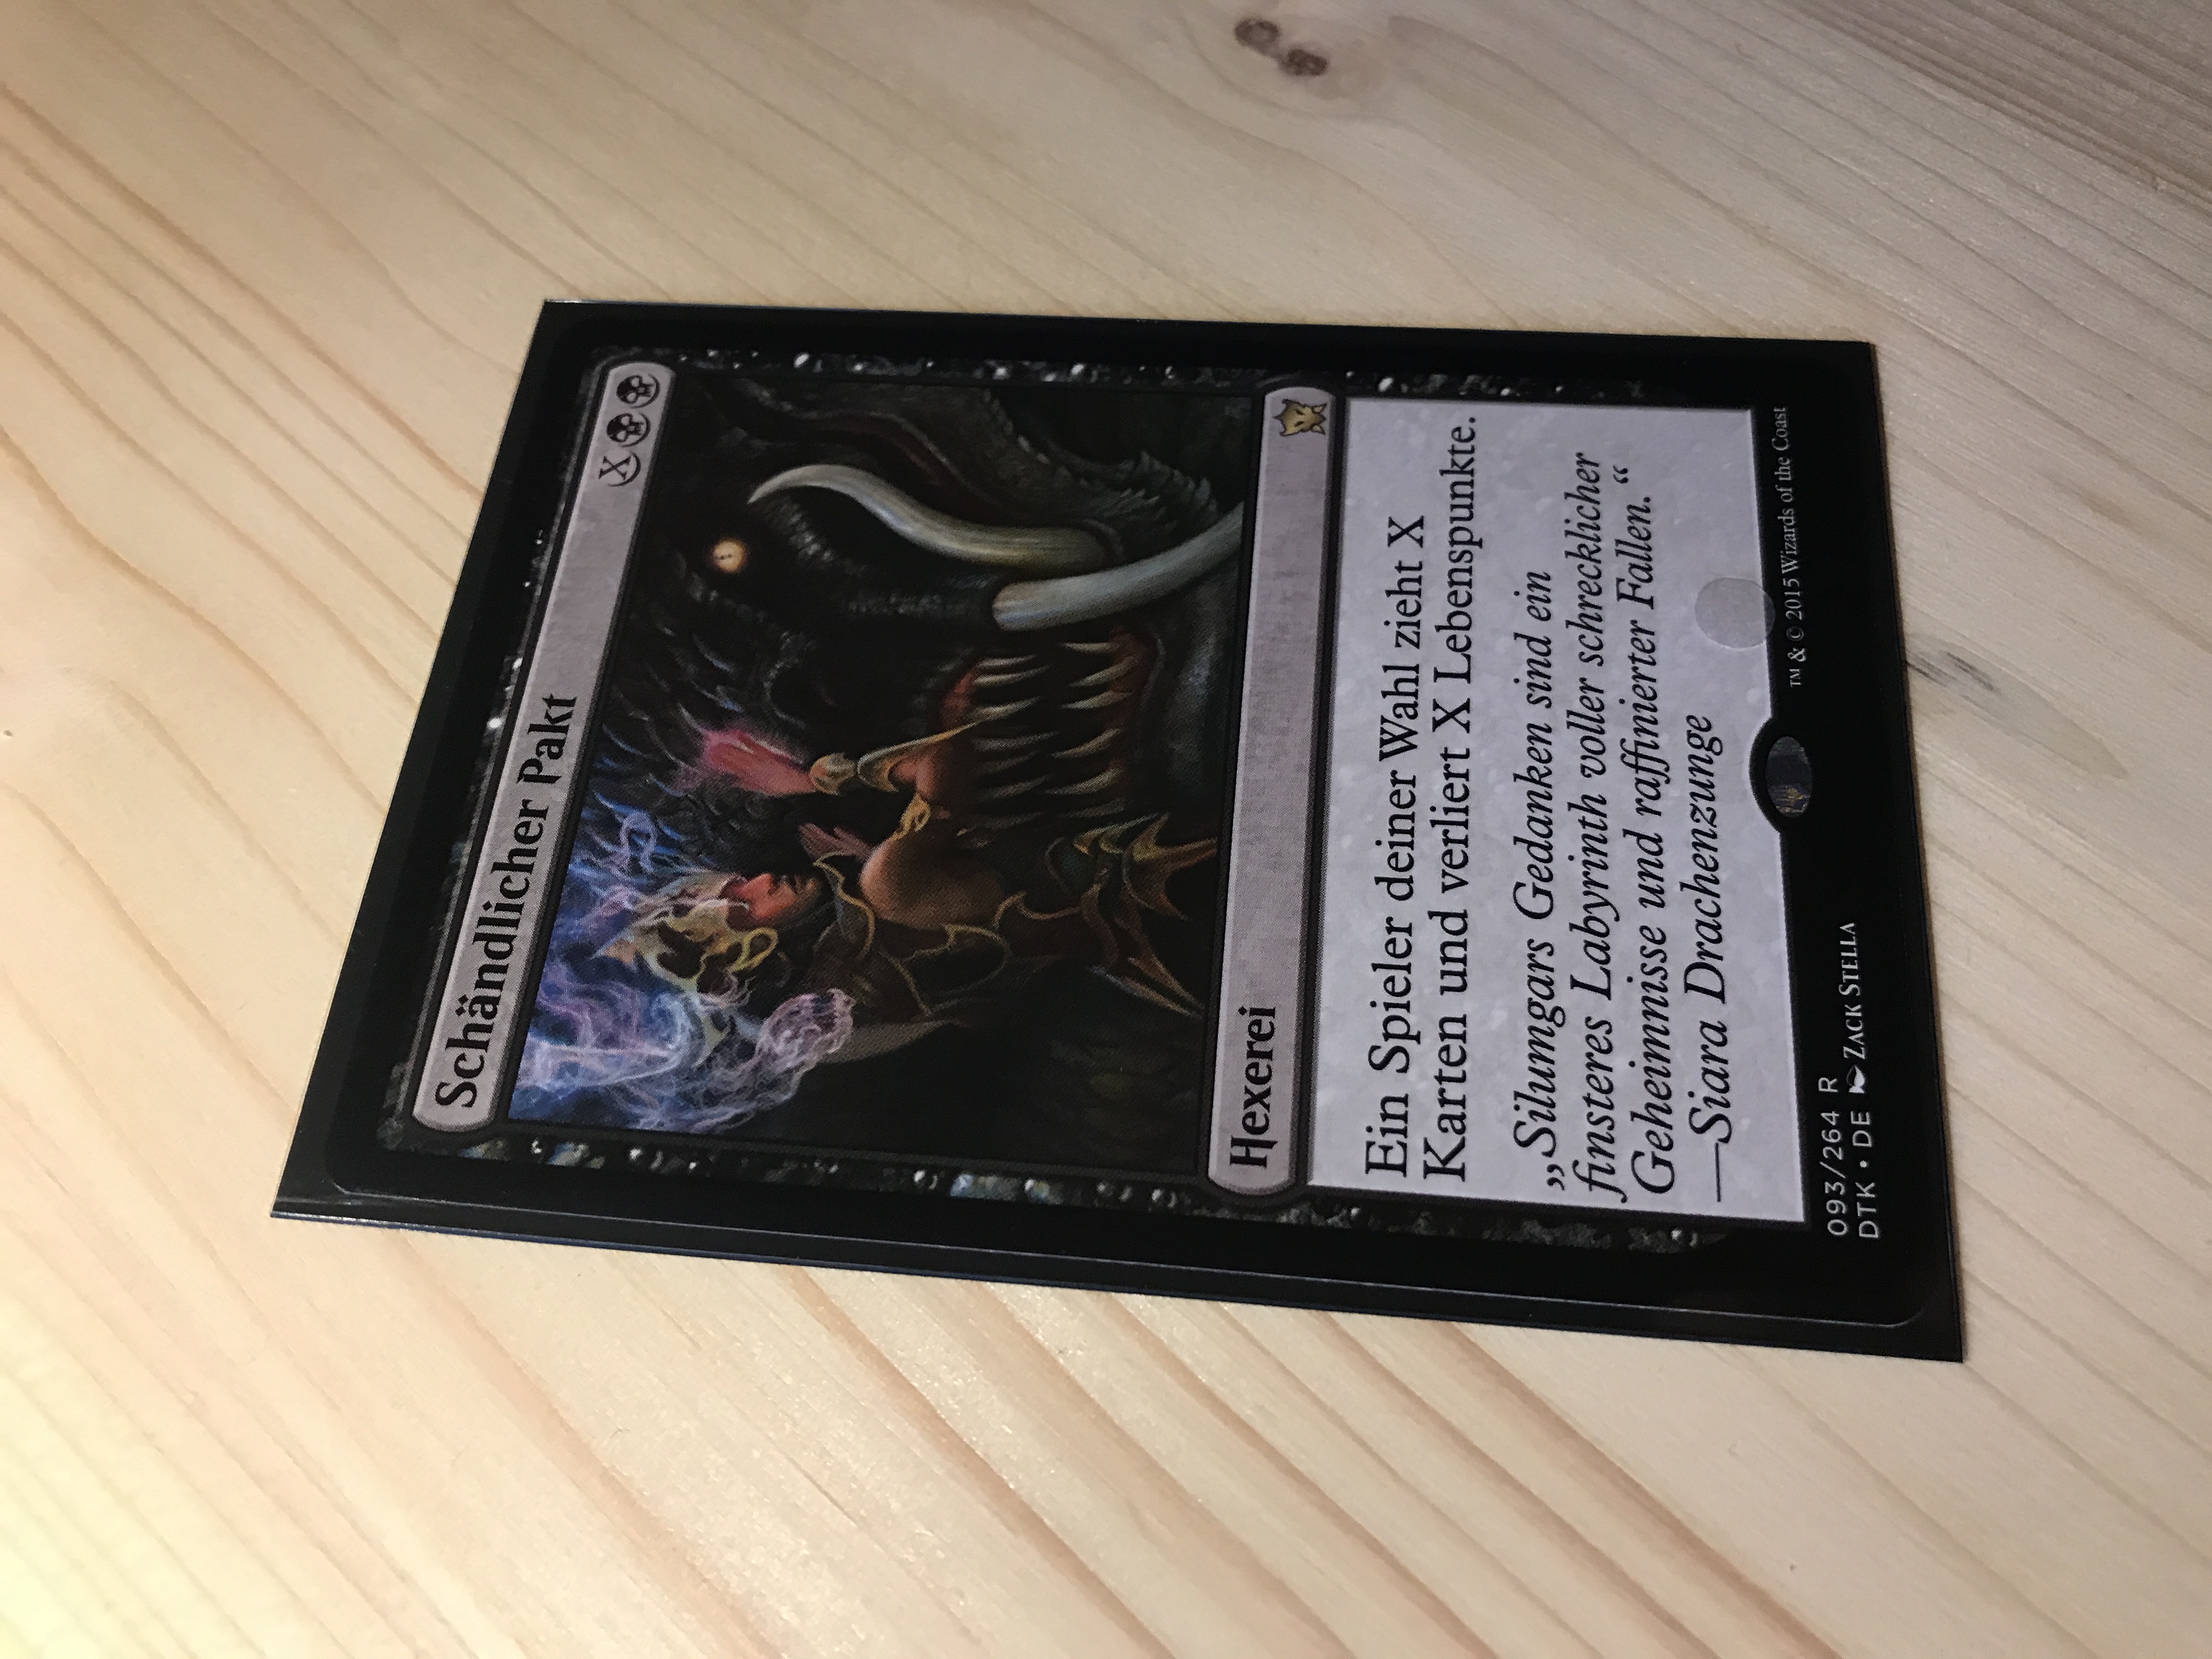 Schändlicher Pakt
X
Hexerei
Ein Spieler deiner Wahl zieht X
Karten und verliert X Lebenspunkte.
„Silumgars Gedanken sind ein
finsteres Labyrinth voller schrecklicher
Geheimnisse und raffinierter Fallen.“
—Siara Drachenzunge
™ & © 2015 Wizards of the Coast
093/264 R
DTK • DE Zack Stella